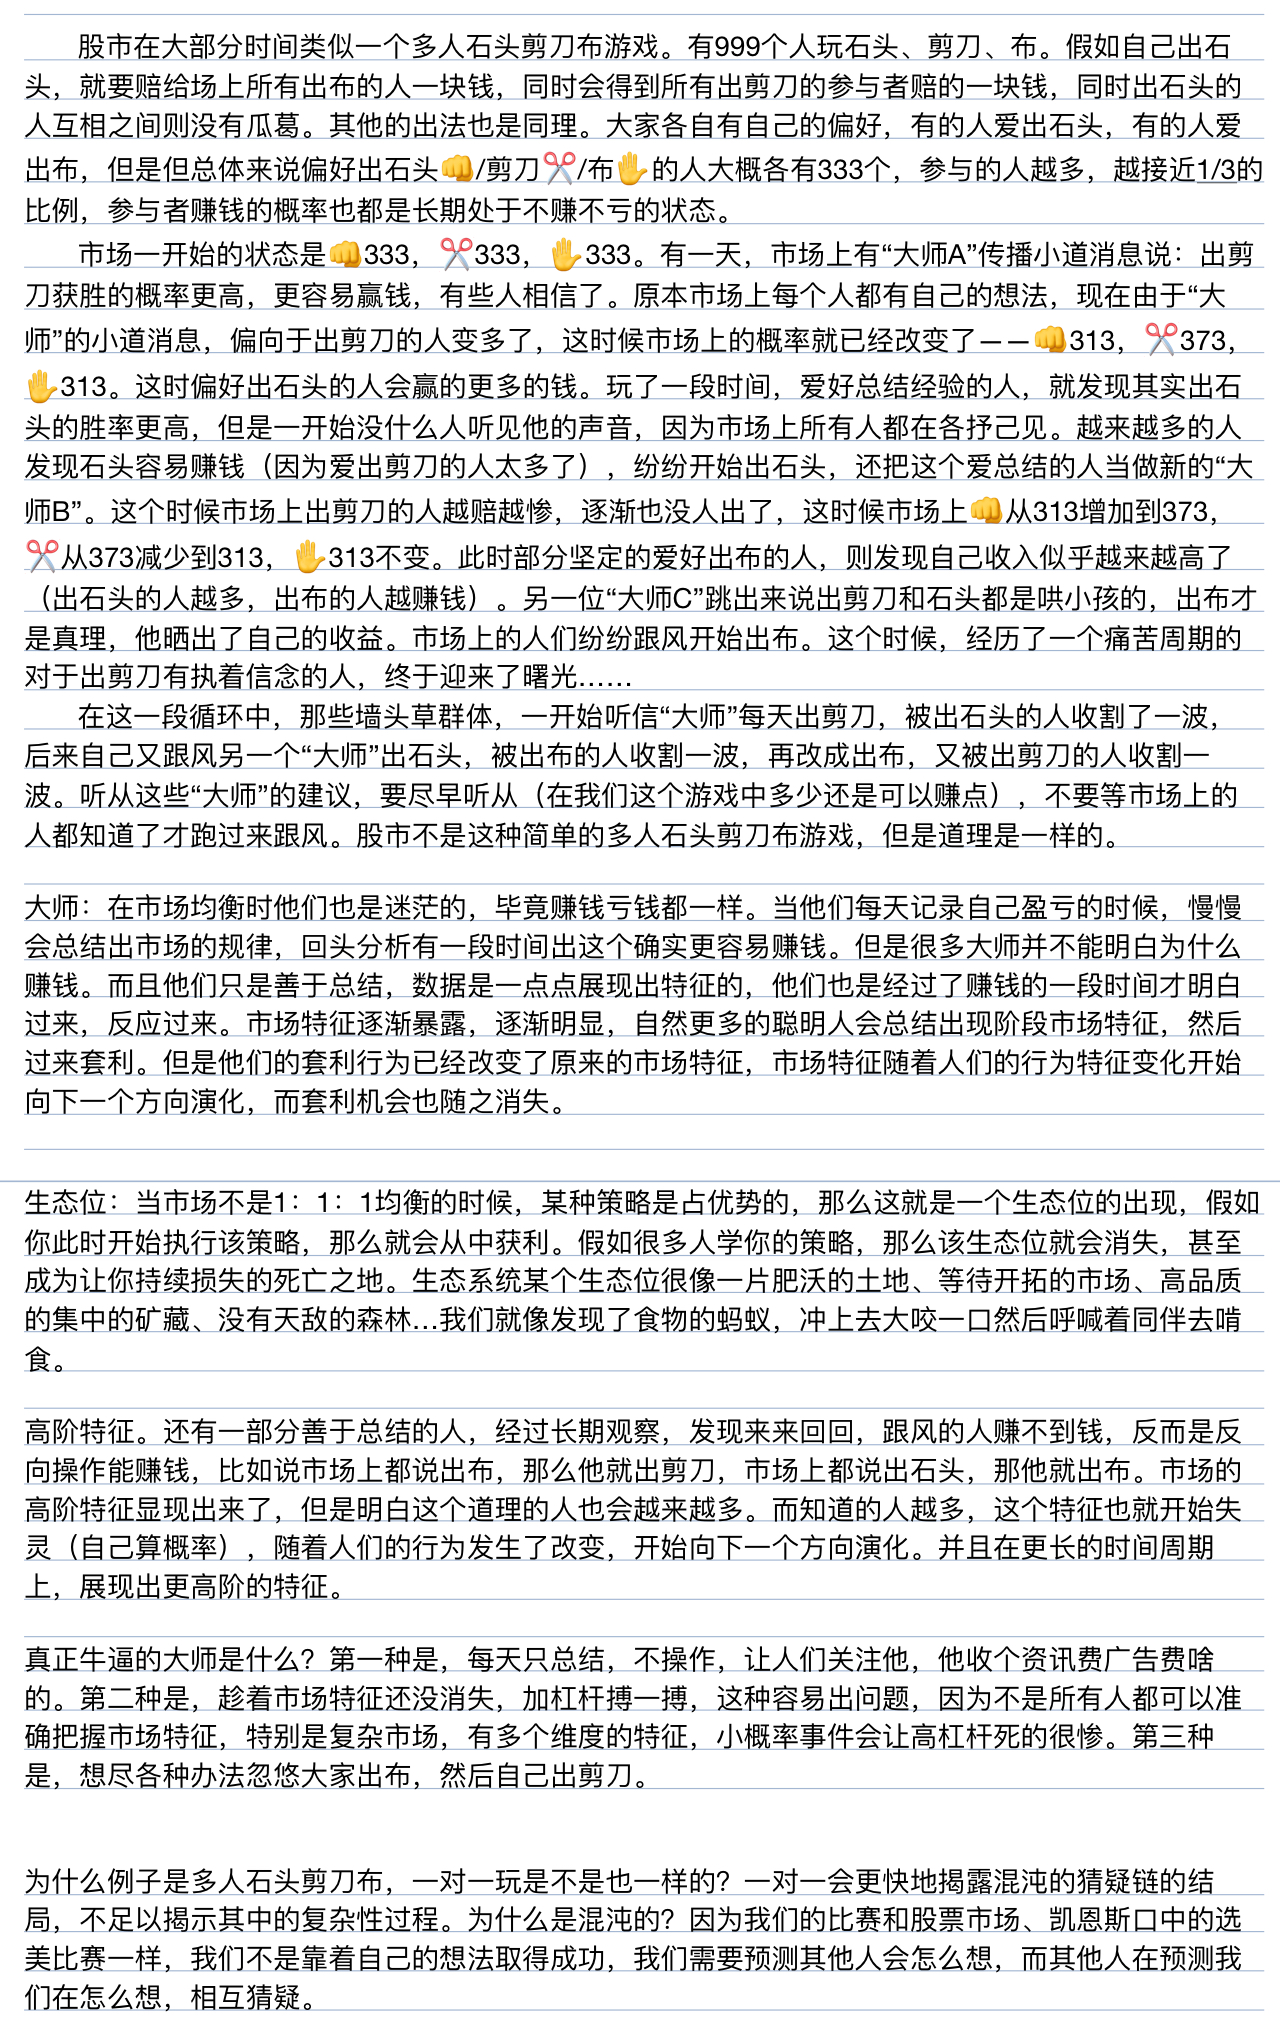 股市在大部分时间类似一个多人石头剪刀布游戏。有999个人玩石头、剪刀、布。假如自己出石
头，就要赔给场上所有出布的人一块钱，同时会得到所有出剪刀的参与者赔的一块钱，同时出石头的
人互相之间则没有瓜葛。其他的出法也是同理。大家各自有自己的偏好，有的人爱出石头，有的人爱
出布，但是但总体来说偏好出石头👊/剪刀✂️/布✋的人大概各有333个，参与的人越多，越接近1/3的
比例，参与者赚钱的概率也都是长期处于不赚不亏的状态。
市场一开始的状态是👊333，✂️333，✋333。有一天，市场上有“大师A”传播小道消息说：出剪
刀获胜的概率更高，更容易赢钱，有些人相信了。原本市场上每个人都有自己的想法，现在由于“大
师”的小道消息，偏向于出剪刀的人变多了，这时候市场上的概率就已经改变了——👊313，✂️373，
✋313。这时偏好出石头的人会赢的更多的钱。玩了一段时间，爱好总结经验的人，就发现其实出石
头的胜率更高，但是一开始没什么人听见他的声音，因为市场上所有人都在各抒己见。越来越多的人
发现石头容易赚钱（因为爱出剪刀的人太多了），纷纷开始出石头，还把这个爱总结的人当做新的“大
师B”。这个时候市场上出剪刀的人越赔越惨，逐渐也没人出了，这时候市场上👊从313增加到373，
✂️从373减少到313，✋313不变。此时部分坚定的爱好出布的人，则发现自己收入似乎越来越高了
（出石头的人越多，出布的人越赚钱）。另一位“大师C”跳出来说出剪刀和石头都是哄小孩的，出布才
是真理，他晒出了自己的收益。市场上的人们纷纷跟风开始出布。这个时候，经历了一个痛苦周期的
对于出剪刀有执着信念的人，终于迎来了曙光……
在这一段循环中，那些墙头草群体，一开始听信“大师”每天出剪刀，被出石头的人收割了一波，
后来自己又跟风另一个“大师”出石头，被出布的人收割一波，再改成出布，又被出剪刀的人收割一
波。听从这些“大师”的建议，要尽早听从（在我们这个游戏中多少还是可以赚点），不要等市场上的
人都知道了才跑过来跟风。股市不是这种简单的多人石头剪刀布游戏，但是道理是一样的。
大师：在市场均衡时他们也是迷茫的，毕竟赚钱亏钱都一样。当他们每天记录自己盈亏的时候，慢慢
会总结出市场的规律，回头分析有一段时间出这个确实更容易赚钱。但是很多大师并不能明白为什么
赚钱。而且他们只是善于总结，数据是一点点展现出特征的，他们也是经过了赚钱的一段时间才明白
过来，反应过来。市场特征逐渐暴露，逐渐明显，自然更多的聪明人会总结出现阶段市场特征，然后
过来套利。但是他们的套利行为已经改变了原来的市场特征，市场特征随着人们的行为特征变化开始
向下一个方向演化，而套利机会也随之消失。
生态位：当市场不是1：1：1均衡的时候，某种策略是占优势的，那么这就是一个生态位的出现，假如
你此时开始执行该策略，那么就会从中获利。假如很多人学你的策略，那么该生态位就会消失，甚至
成为让你持续损失的死亡之地。生态系统某个生态位很像一片肥沃的土地、等待开拓的市场、高品质
的集中的矿藏、没有天敌的森林…我们就像发现了食物的蚂蚁，冲上去大咬一口然后呼喊着同伴去啃
食。
高阶特征。还有一部分善于总结的人，经过长期观察，发现来来回回，跟风的人赚不到钱，反而是反
向操作能赚钱，比如说市场上都说出布，那么他就出剪刀，市场上都说出石头，那他就出布。市场的
高阶特征显现出来了，但是明白这个道理的人也会越来越多。而知道的人越多，这个特征也就开始失
灵（自己算概率），随着人们的行为发生了改变，开始向下一个方向演化。并且在更长的时间周期
上，展现出更高阶的特征。
真正牛逼的大师是什么？第一种是，每天只总结，不操作，让人们关注他，他收个资讯费广告费啥
的。第二种是，趁着市场特征还没消失，加杠杆搏一搏，这种容易出问题，因为不是所有人都可以准
确把握市场特征，特别是复杂市场，有多个维度的特征，小概率事件会让高杠杆死的很惨。第三种
是，想尽各种办法忽悠大家出布，然后自己出剪刀。
为什么例子是多人石头剪刀布，一对一玩是不是也一样的？一对一会更快地揭露混沌的猜疑链的结
局，不足以揭示其中的复杂性过程。为什么是混沌的？因为我们的比赛和股票市场、凯恩斯口中的选
美比赛一样，我们不是靠着自己的想法取得成功，我们需要预测其他人会怎么想，而其他人在预测我
们在怎么想，相互猜疑。